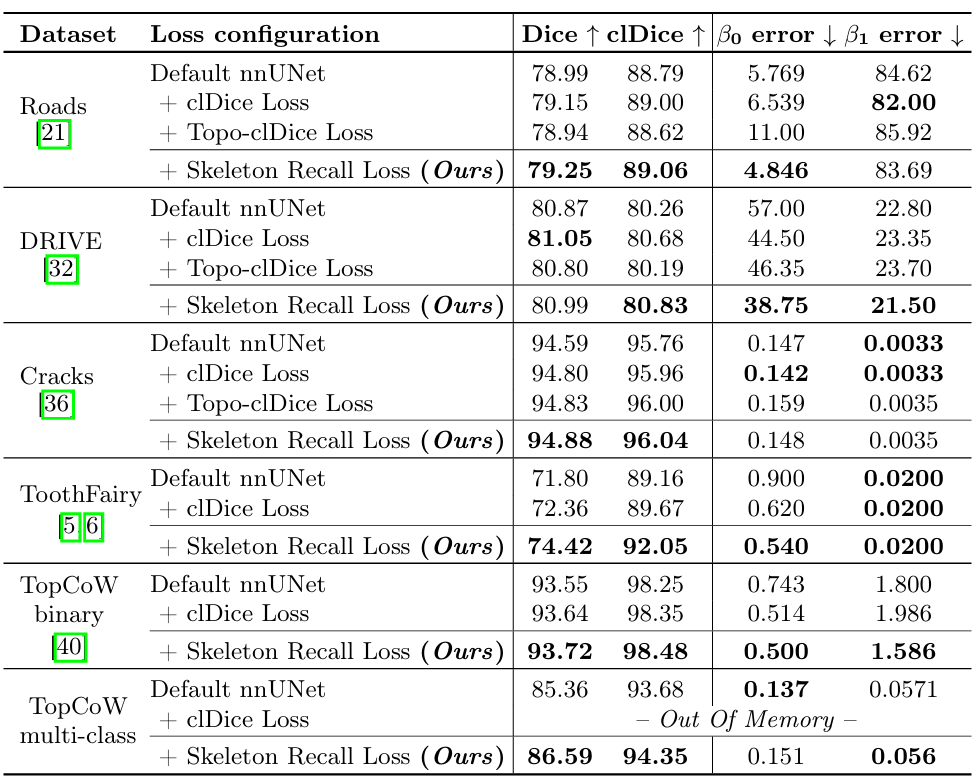 Dataset Loss configuration Dice ↑ clDice ↑ β0 error ↓ β1 error ↓
Default nnUNet 78.99 88.79 5.769 84.62
Roads + clDice Loss 79.15 89.00 6.539 82.00
[21] + Topo-clDice Loss 78.94 88.62 11.00 85.92
+ Skeleton Recall Loss (Ours) 79.25 89.06 4.846 83.69
Default nnUNet 80.87 80.26 57.00 22.80
DRIVE + clDice Loss 81.05 80.68 44.50 23.35
[32] + Topo-clDice Loss 80.80 80.19 46.35 23.70
+ Skeleton Recall Loss (Ours) 80.99 80.83 38.75 21.50
Default nnUNet 94.59 95.76 0.147 0.0033
Cracks + clDice Loss 94.80 95.96 0.142 0.0033
[36] + Topo-clDice Loss 94.83 96.00 0.159 0.0035
+ Skeleton Recall Loss (Ours) 94.88 96.04 0.148 0.0035
Default nnUNet 71.80 89.16 0.900 0.0200
ToothFairy + clDice Loss 72.36 89.67 0.620 0.0200
[5,6] + Skeleton Recall Loss (Ours) 74.42 92.05 0.540 0.0200
TopCoW Default nnUNet 93.55 98.25 0.743 1.800
binary + clDice Loss 93.64 98.35 0.514 1.986
[40] + Skeleton Recall Loss (Ours) 93.72 98.48 0.500 1.586
Default nnUNet 85.36 93.68 0.137 0.0571
TopCoW + clDice Loss – Out Of Memory –
multi-class + Skeleton Recall Loss (Ours) 86.59 94.35 0.151 0.056